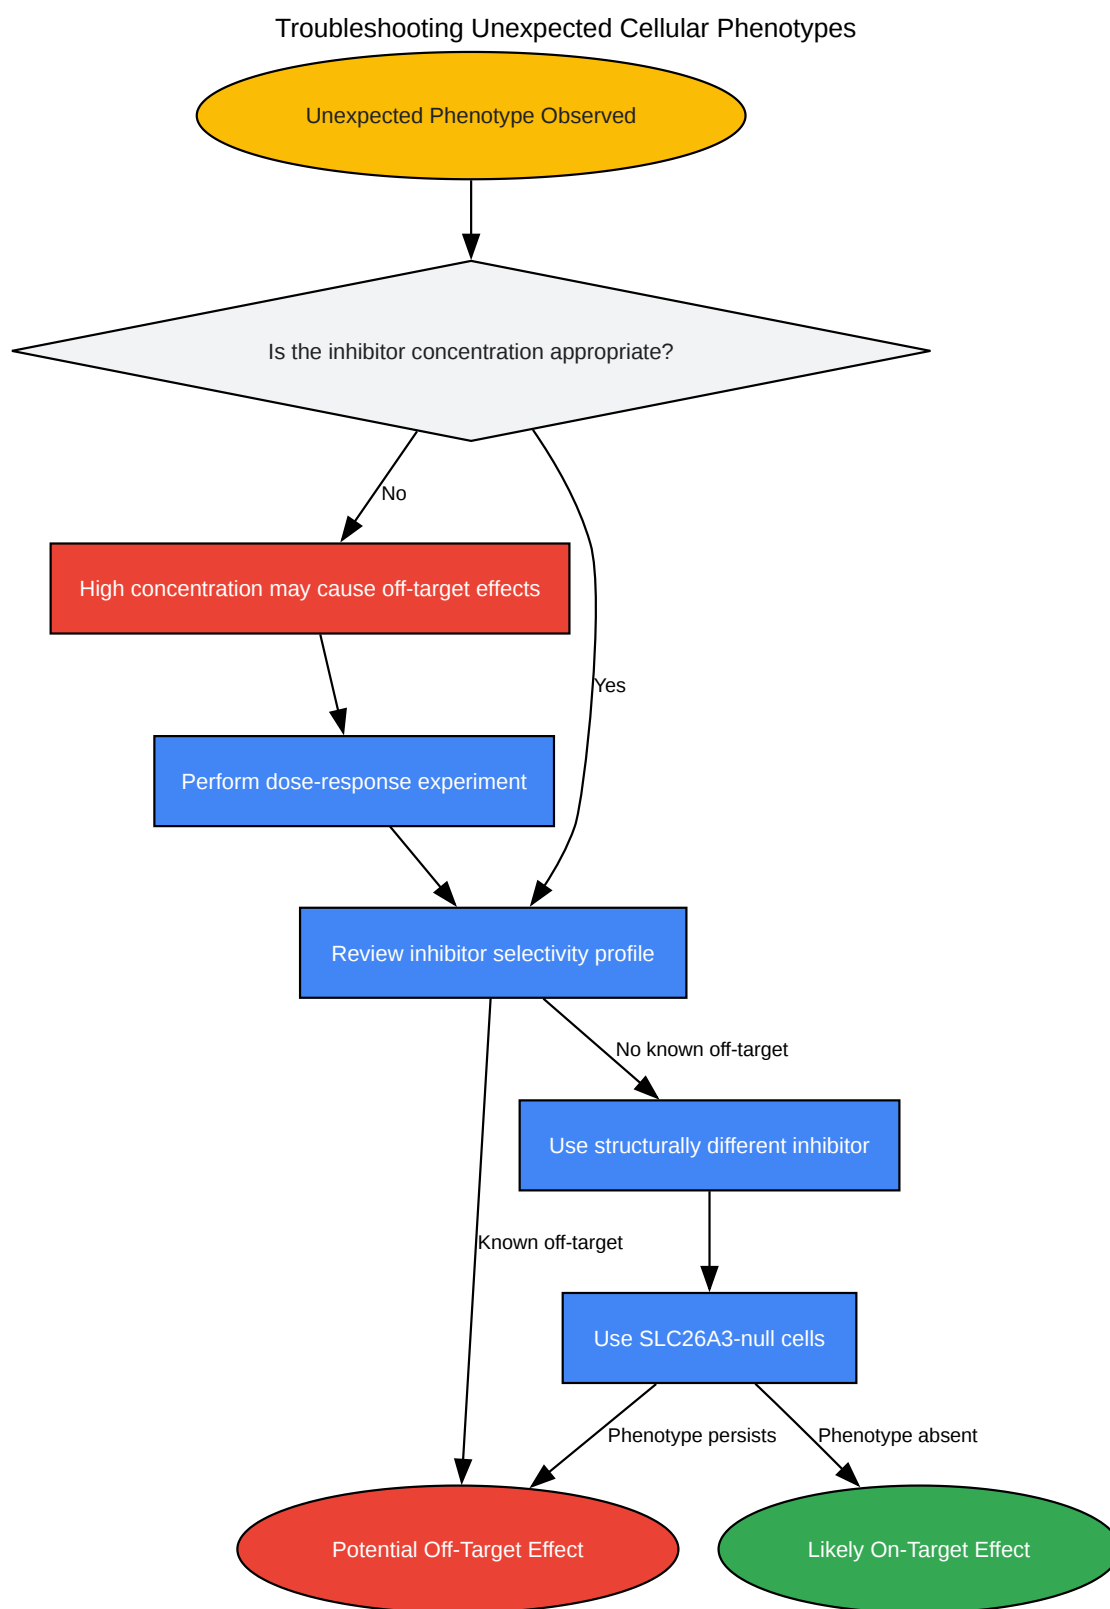 Troubleshooting Unexpected Cellular Phenotypes
Unexpected Phenotype Observed
Is the inhibitor concentration appropriate?
No
High concentration may cause off-target effects
Yes
Perform dose-response experiment
Review inhibitor selectivity profile
No known off-target
Use structurally different inhibitor
Known off-target
Use SLC26A3-null cells
Phenotype persists
Phenotype absent
Potential Off-Target Effect
Likely On-Target Effect